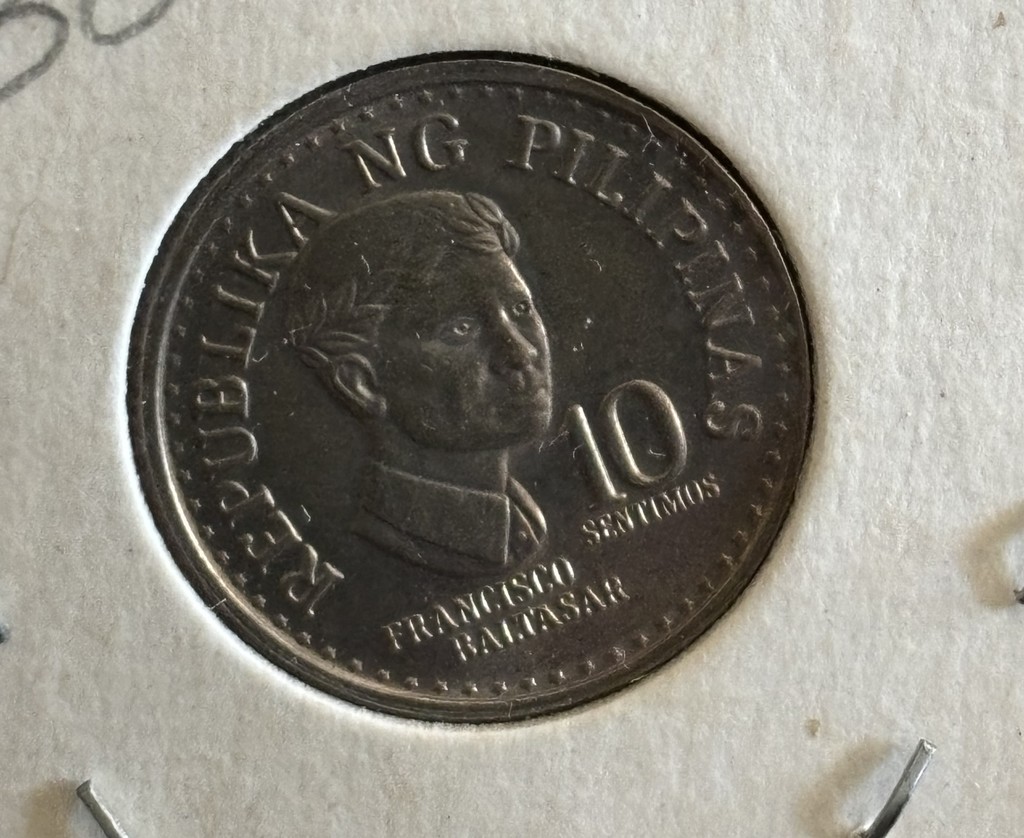 REPUBLIKA NG PILIPINAS
10
SENTIMOS
FRANCISCO
BALTASAR